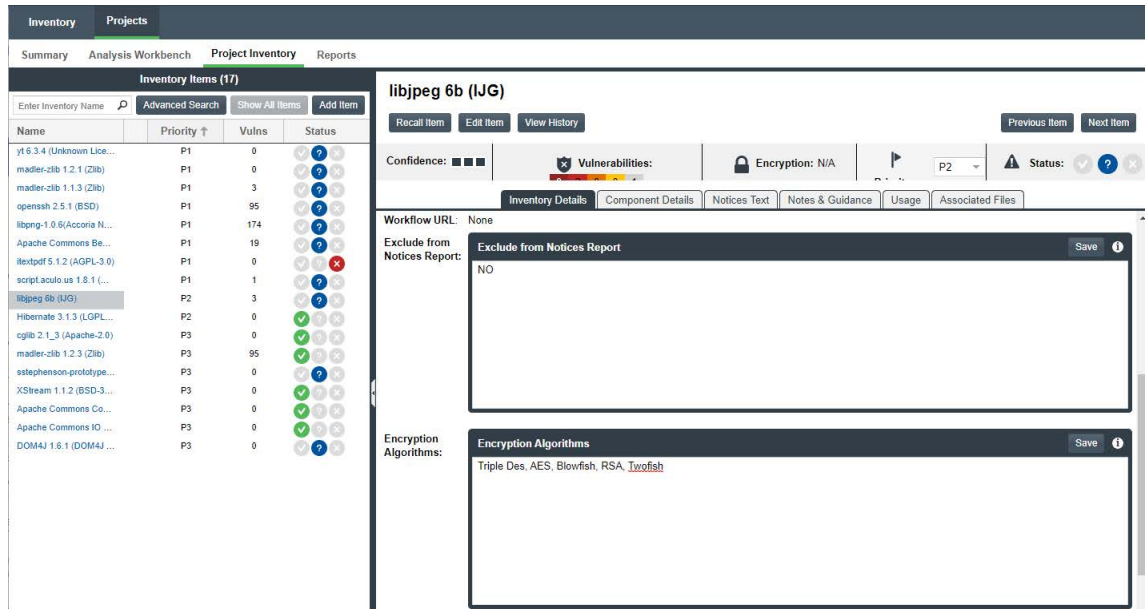 Inventory Projects
Summary Analysis Workbench Project Inventory Reports
Inventory Items (17)
Enter Inventory Name Advanced Search Show All Items Add Item
Name Priority Vulns Status
yt 6.3.4 (Unknown Lice... P1 0
madler-zlib 1.2.1 (Zlib) P1 0
madler-zlib 1.1.3 (Zlib) P1 3
openssh 2.5.1 (BSD) P1 95
libpng-1.0.6(Accoria N... P1 174
Apache Commons Be... P1 19
itextpdf 5.1.2 (AGPL-3.0) P1 0
script.aculo.us 1.8.1 (... P1 1
libjpeg 6b (IJG) P2 3
Hibernate 3.1.3 (LGPL... P2 0
cglib 2.1_3 (Apache-2.0) P3 0
madler-zlib 1.2.3 (Zlib) P3 95
sstephenson-prototype... P3 0
XStream 1.1.2 (BSD-3... P3 0
Apache Commons Co... P3 0
Apache Commons IO ... P3 0
DOM4J 1.6.1 (DOM4J ... P3 0
libjpeg 6b (IJG)
Recall Item Edit Item View History Previous Item Next Item
Confidence: Vulnerabilities: Encryption: N/A P2 Status:
Inventory Details Component Details Notices Text Notes & Guidance Usage Associated Files
Workflow URL: None
Exclude from Notices Report: Exclude from Notices Report Save
NO
Encryption Algorithms: Encryption Algorithms Save
Triple Des, AES, Blowfish, RSA, Twofish